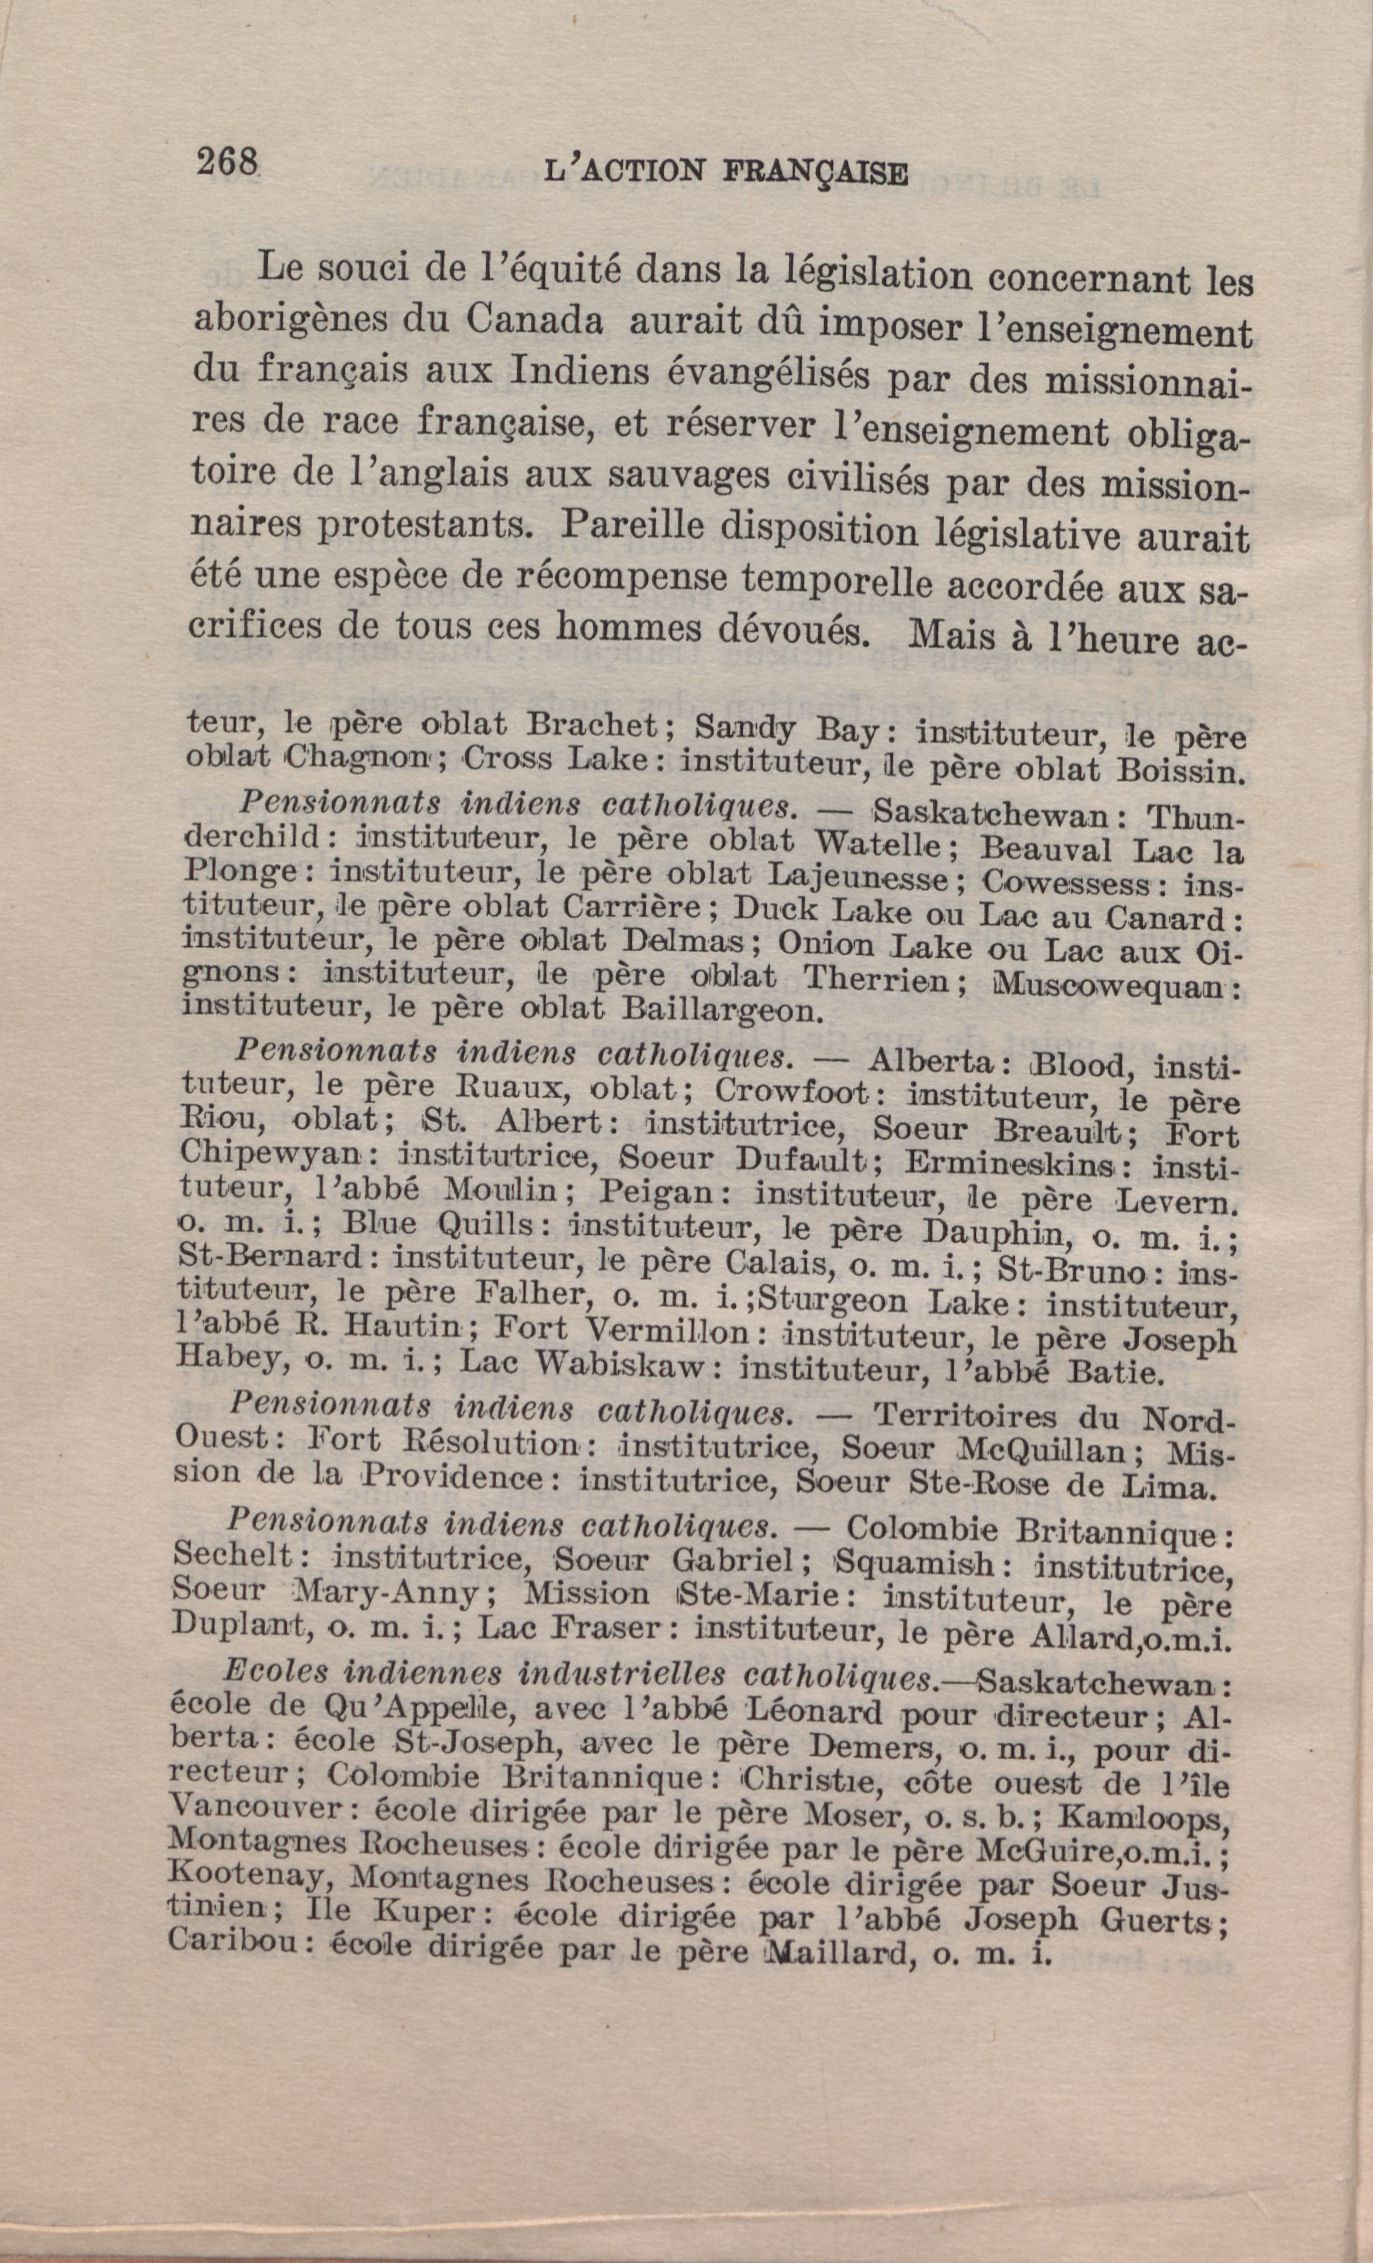 268
L'ACTION FRANÇAISE
Le souci de l'équité dans la législation concernant les
aborigènes du Canada aurait dû imposer l'enseignement
du français aux Indiens évangélisés par des missionnai-
res de race française, et réserver l'enseignement obliga-
toire de l'anglais aux sauvages civilisés par des mission-
naires protestants. Pareille disposition législative aurait
été une espèce de récompense temporelle accordée aux sa-
crifices de tous ces hommes dévoués. Mais à l'heure ac-
teur, le père oblat Brachet; Sandy Bay: instituteur, le père
oblat Chagnon; Cross Lake: instituteur, le père oblat Boissin.
Pensionnats indiens catholiques. — Saskatchewan: Thun-
derchild: instituteur, le père oblat Watelle; Beauval Lac la
Plonge: instituteur, le père oblat Lajeunesse; Cowessess: ins-
tituteur, le père oblat Carrière; Duck Lake ou Lac au Canard:
instituteur, le père oblat Delmas; Onion Lake ou Lac aux Oi-
gnons: instituteur, le père oblat Therrien; Muscowequan:
instituteur, le père oblat Baillargeon.
Pensionnats indiens catholiques. — Alberta: Blood, insti-
tuteur, le père Ruaux, oblat; Crowfoot: instituteur, le père
Riou, oblat; St. Albert: institutrice, Soeur Breault; Fort
Chipewyan: institutrice, Soeur Dufault; Ermineskins: insti-
tuteur, l'abbé Moulin; Peigan: instituteur, le père Levern.
o. m. i.; Blue Quills: instituteur, le père Dauphin, o. m. i.;
St-Bernard: instituteur, le père Calais, o. m. i.; St-Bruno: ins-
tituteur, le père Falher, o. m. i.;Sturgeon Lake: instituteur,
l'abbé R. Hautin; Fort Vermillon: instituteur, le père Joseph
Habey, o. m. i.; Lac Wabiskaw: instituteur, l'abbé Batie.
Pensionnats indiens catholiques. — Territoires du Nord-
Ouest: Fort Résolution: institutrice, Soeur McQuillan; Mis-
sion de la Providence: institutrice, Soeur Ste-Rose de Lima.
Pensionnats indiens catholiques. — Colombie Britannique:
Sechelt: institutrice, Soeur Gabriel; Squamish: institutrice,
Soeur Mary-Anny; Mission Ste-Marie: instituteur, le père
Duplant, o. m. i.; Lac Fraser: instituteur, le père Allard,o.m.i.
Ecoles indiennes industrielles catholiques.—Saskatchewan:
école de Qu'Appelle, avec l'abbé Léonard pour directeur; Al-
berta: école St-Joseph, avec le père Demers, o. m. i., pour di-
recteur; Colombie Britannique: Christie, côte ouest de l'île
Vancouver: école dirigée par le père Moser, o. s. b.; Kamloops,
Montagnes Rocheuses: école dirigée par le père McGuire,o.m.i.;
Kootenay, Montagnes Rocheuses: école dirigée par Soeur Jus-
tinien; Ile Kuper: école dirigée par l'abbé Joseph Guerts;
Caribou: école dirigée par le père Maillard, o. m. i.